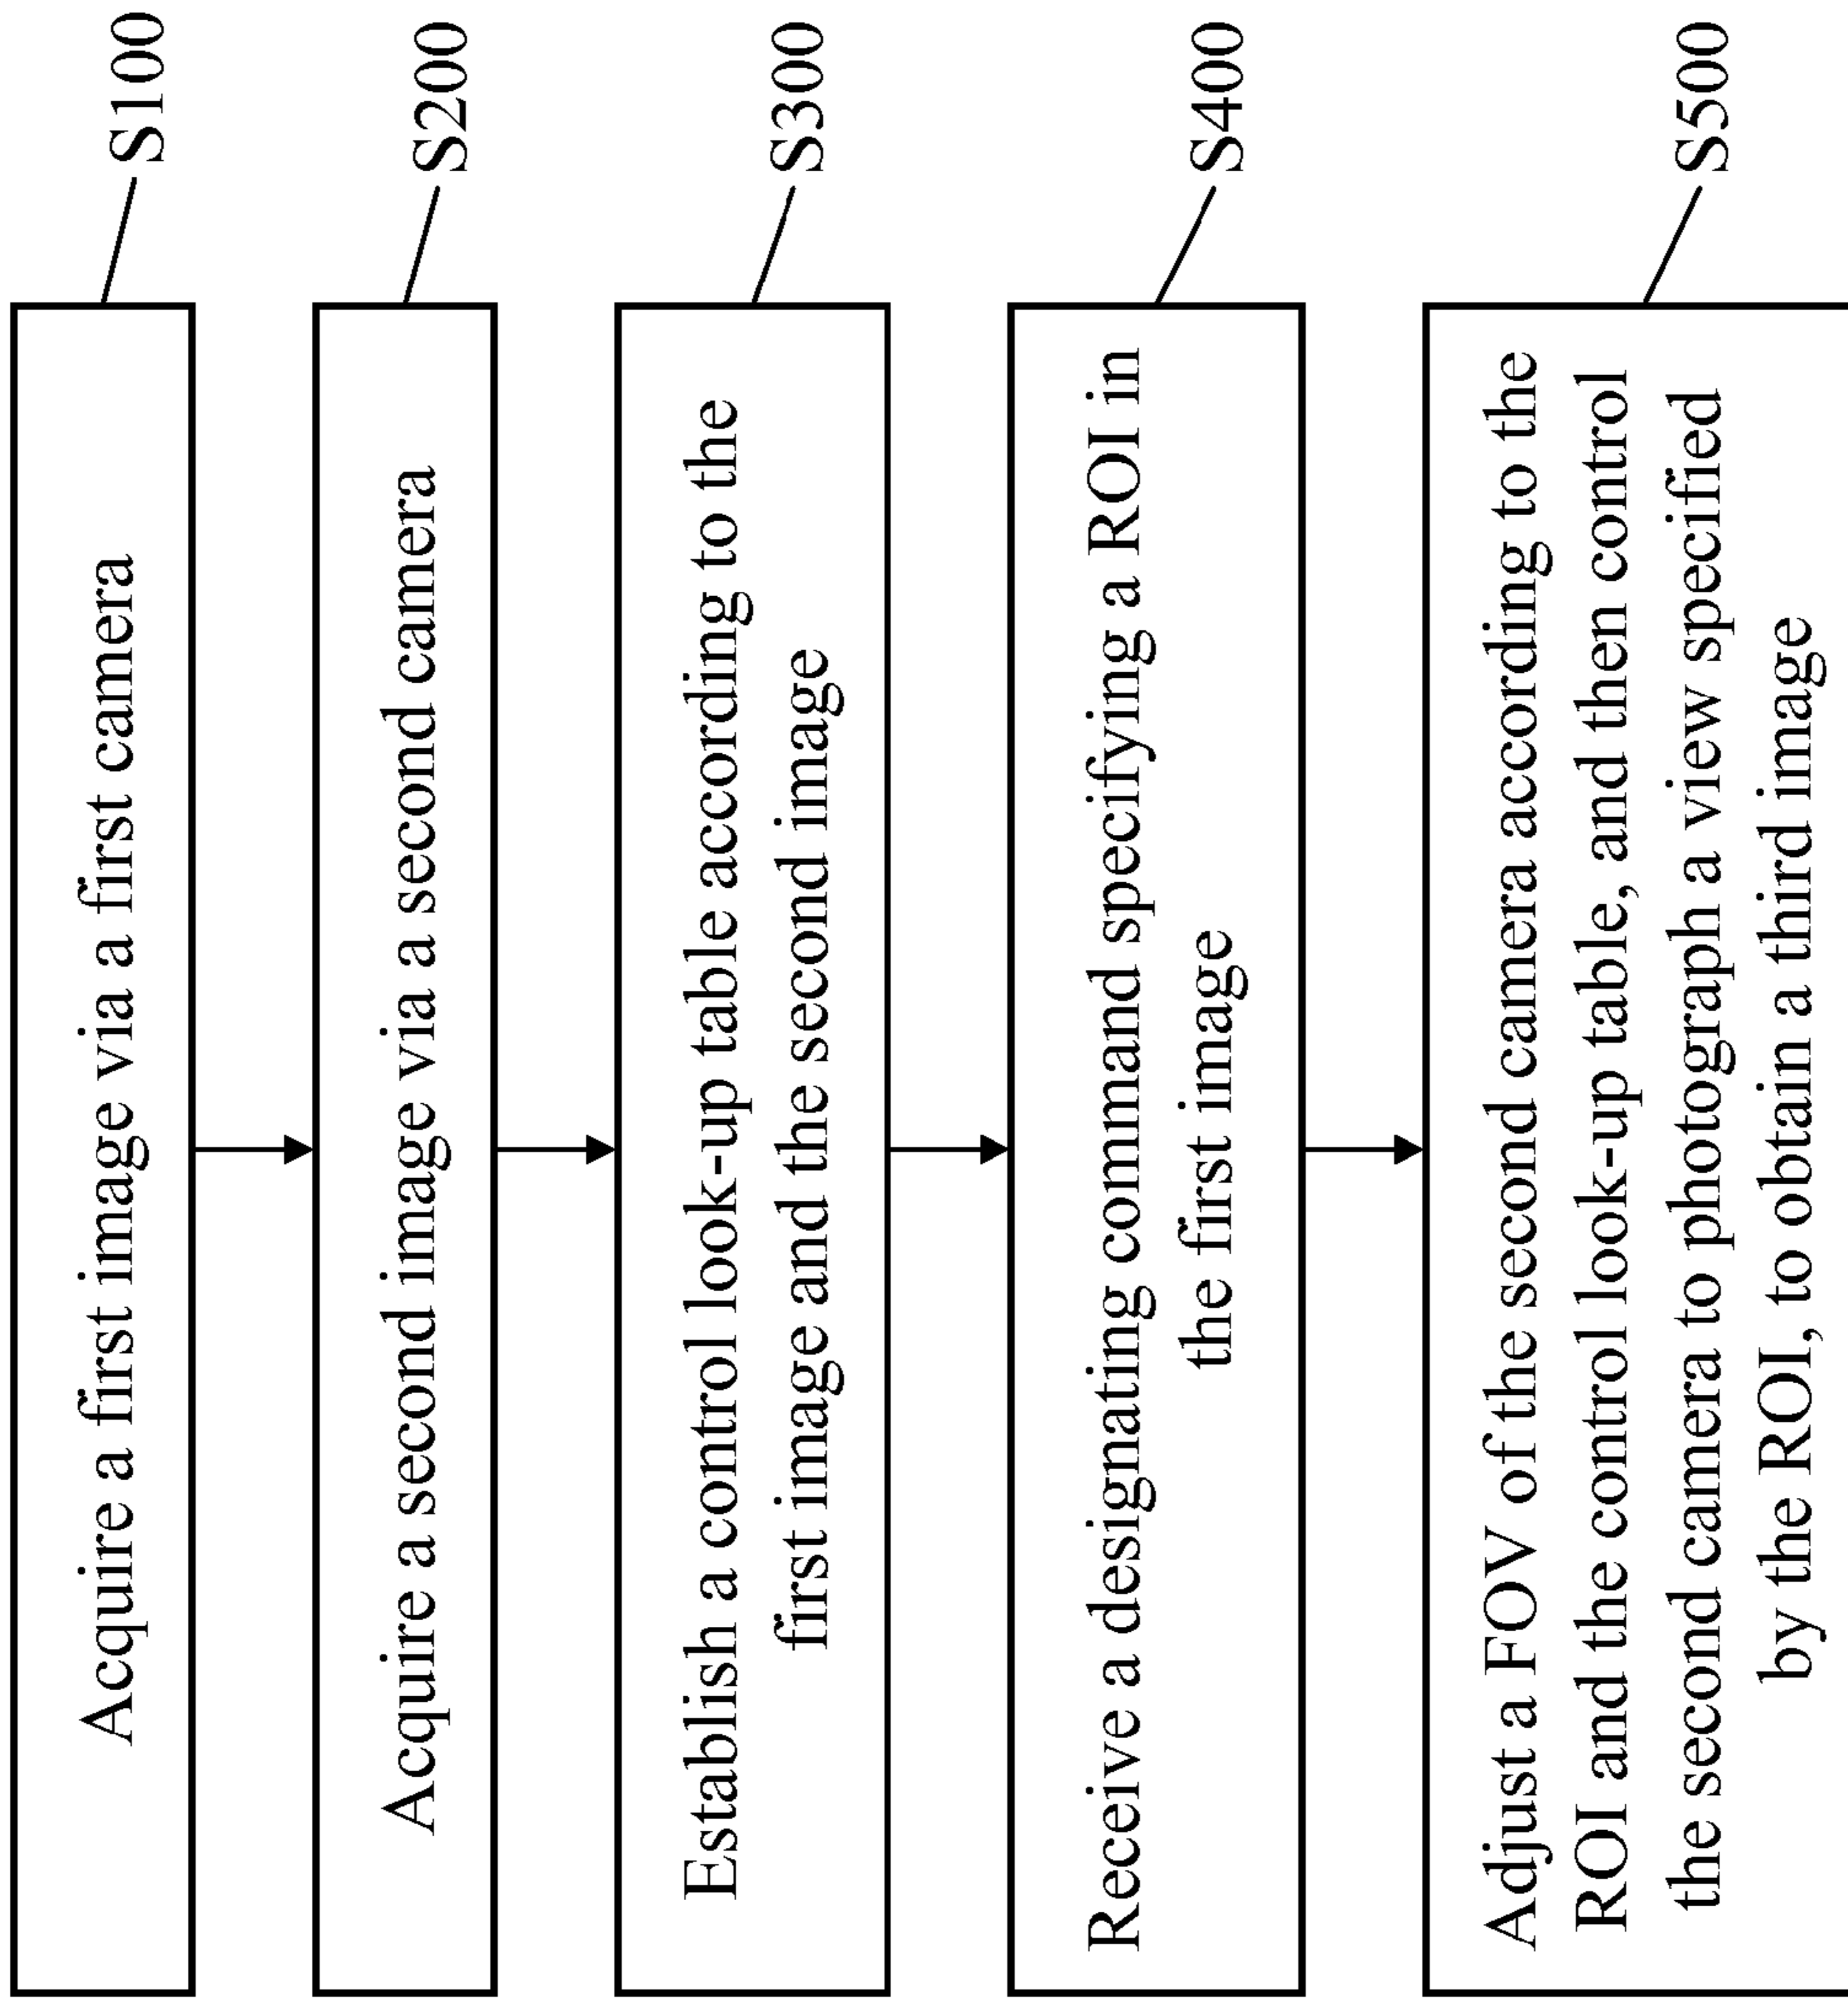 Acquire a first image via a first camera
S100
Acquire a second image via a second camera
S200
Establish a control look-up table according to the
first image and the second image
S300
Receive a designating command specifying a ROI in
the first image
S400
Adjust a FOV of the second camera according to the
ROI and the control look-up table, and then control
the second camera to photograph a view specified
by the ROI, to obtain a third image
S500